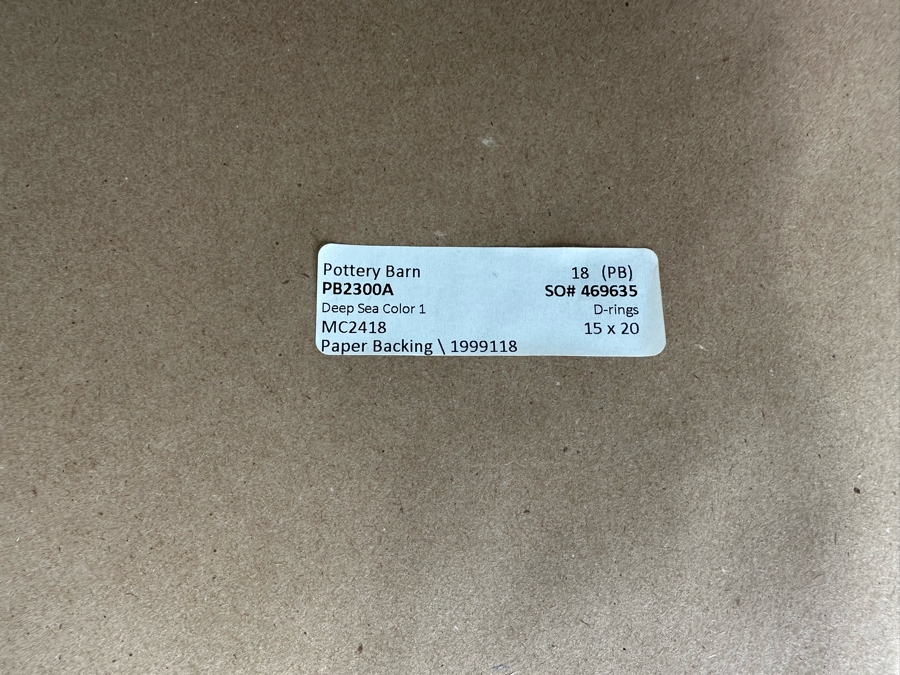 Pottery Barn 18 (PB)
PB2300A SO# 469635
Deep Sea Color 1 D-rings
MC2418 15 x 20
Paper Backing \ 1999118